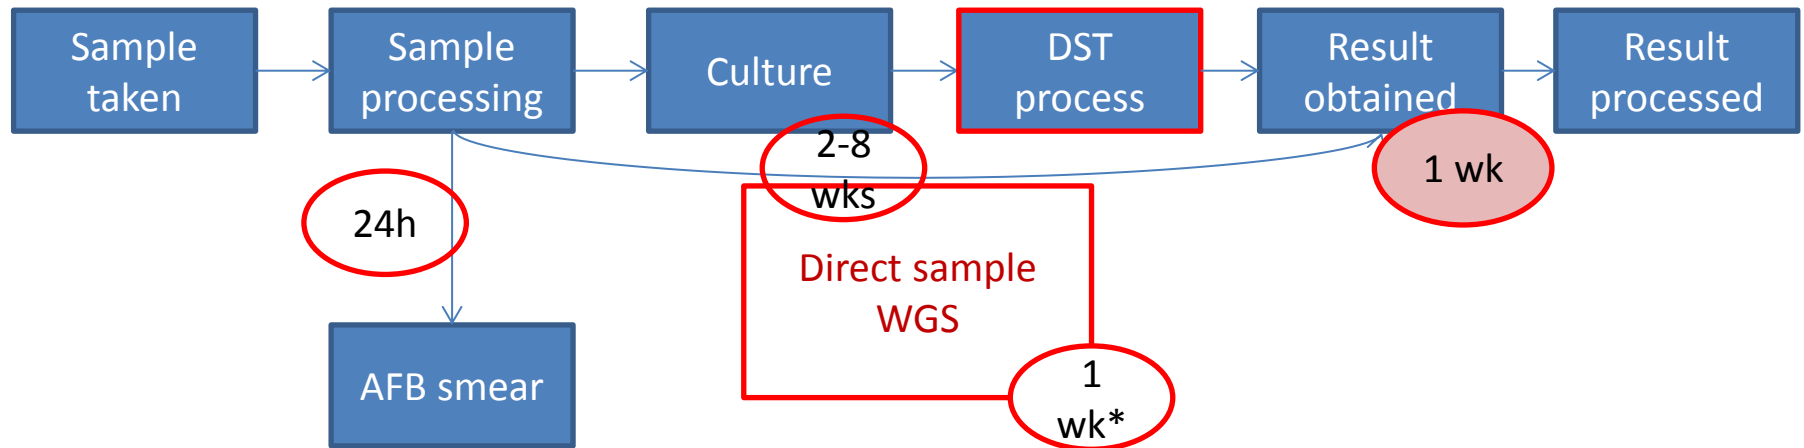 Sample
taken
Sample
processing
Culture
DST
process
Result
obtained
Result
processed
2-8
wks
1 wk
24h
Direct sample
WGS
1
wk*
AFB smear